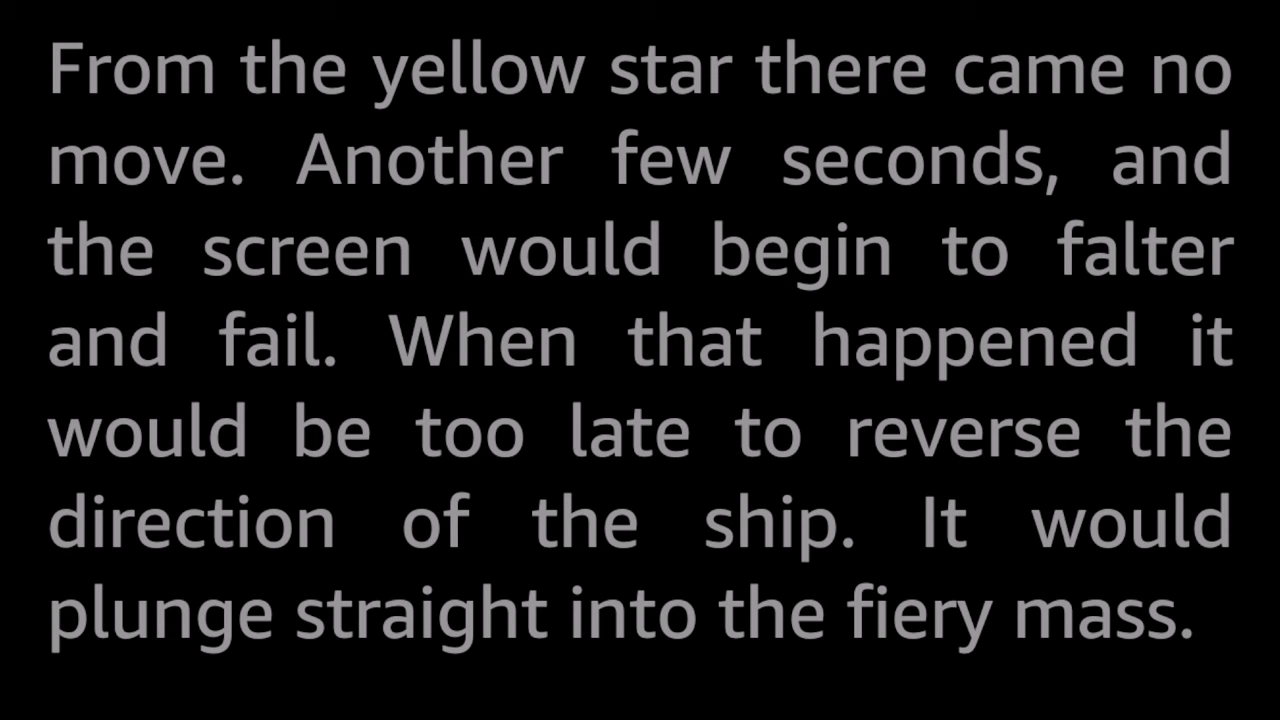 From the yellow star there came no
move. Another few seconds, and
the screen would begin to falter
and fail. When that happened it
would be too late to reverse the
direction of the ship. It would
plunge straight into the fiery mass.